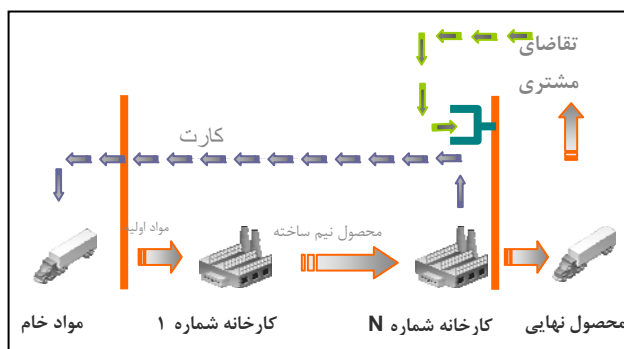 تقاضای
مشتری
کارت
مواد اولیه
محصول نیم ساخته
محصول نهایی
کارخانه شماره N
کارخانه شماره ۱
مواد خام